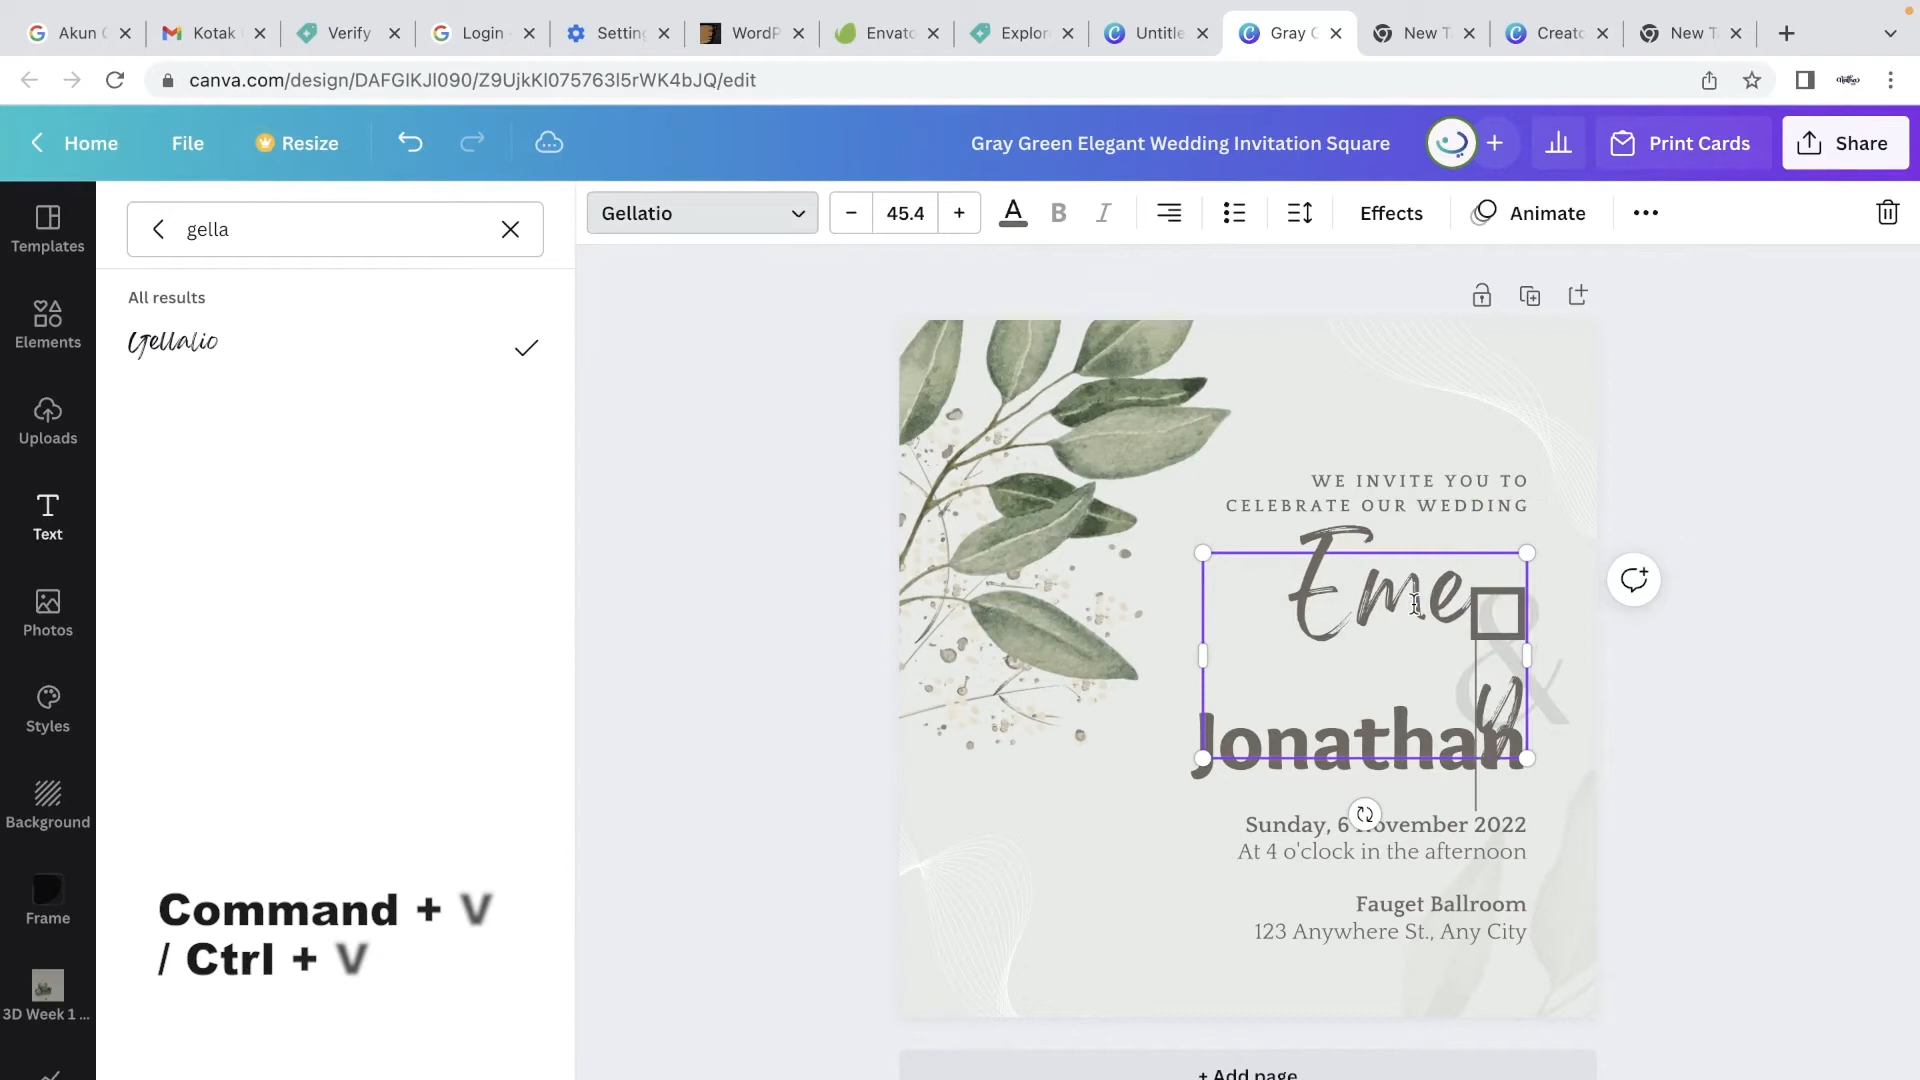 Akun
Kotak
Verify
Login
Setting
WordP
Envato
Explor
Untitle
Gray G
New T
Creato
New T
canva.com/design/DAFGlKJl090/Z9UjkKl075763l5rWK4bJQ/edit
Home
File
Resize
Gray Green Elegant Wedding Invitation Square
Print Cards
Share
gella
Gellatio
45.4
Effects
Animate
Templates
Elements
Uploads
Text
Photos
Styles
Background
Frame
3D Week 1 ...
All results
Gellatio
WE INVITE YOU TO
CELEBRATE OUR WEDDING
Eme
y
&
Jonathan
Sunday, 6 November 2022
At 4 o'clock in the afternoon
Fauget Ballroom
123 Anywhere St., Any City
Command + V
/ Ctrl + V
+ Add page